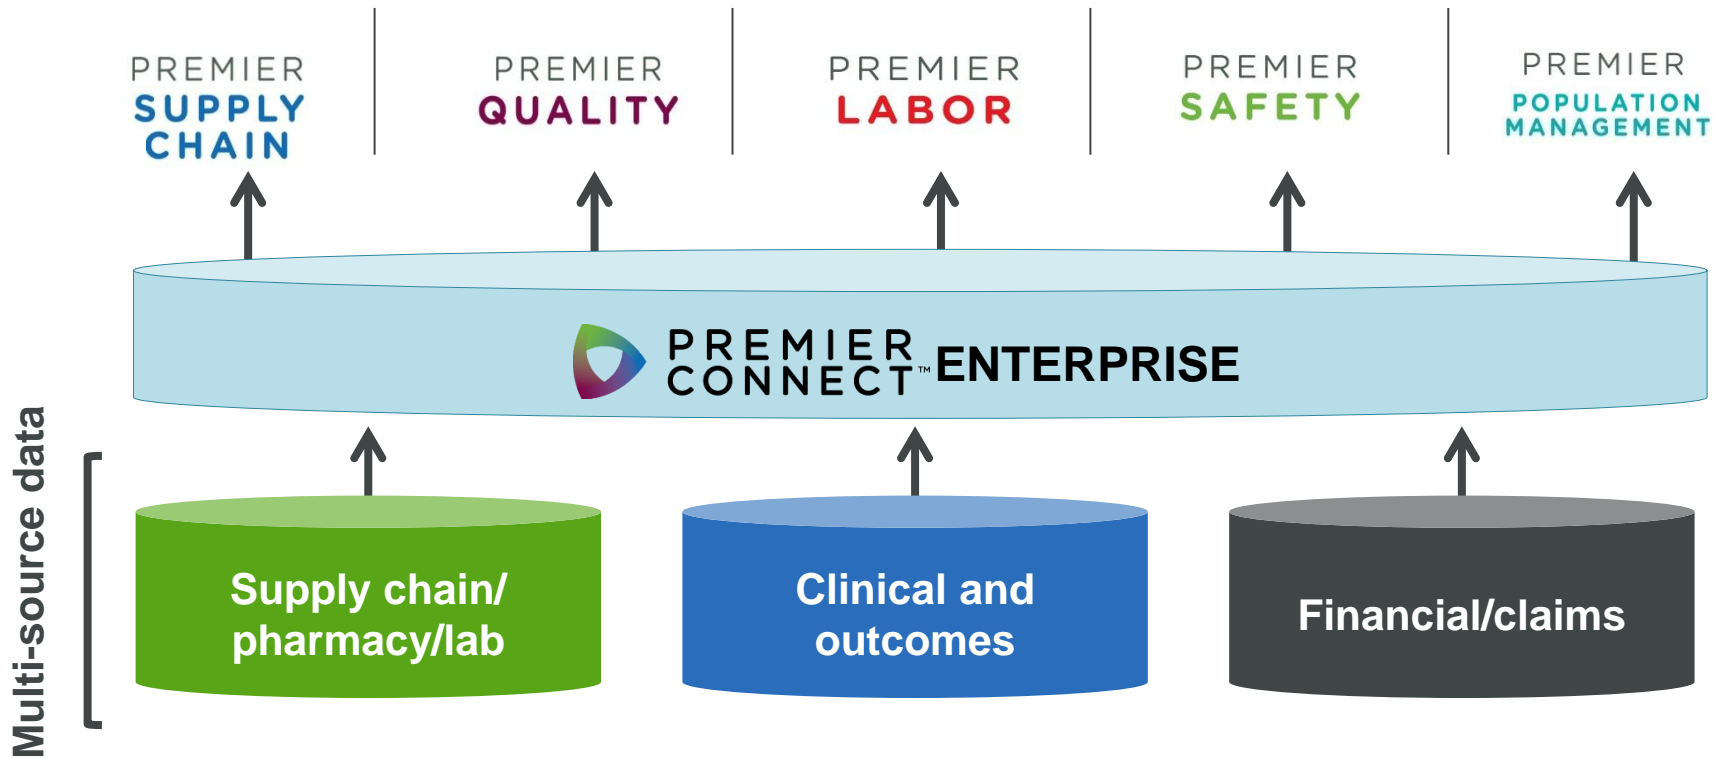 PREMIER
SUPPLY
CHAIN
PREMIER
QUALITY
PREMIER
LABOR
PREMIER
SAFETY
PREMIER
POPULATION
MANAGEMENT
PREMIER
CONNECT™ ENTERPRISE
Multi-source data
Supply chain/
pharmacy/lab
Clinical and
outcomes
Financial/claims